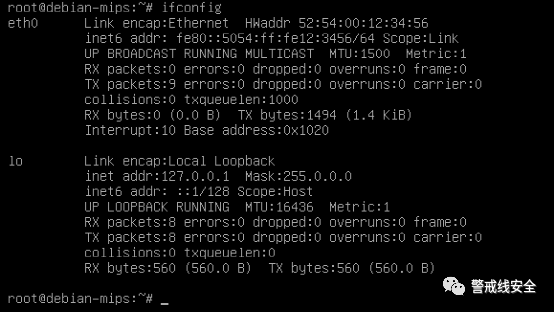 root@debian-mips:~# ifconfig
eth0      Link encap:Ethernet  HWaddr 52:54:00:12:34:56
          inet6 addr: fe80::5054:ff:fe12:3456/64 Scope:Link
          UP BROADCAST RUNNING MULTICAST  MTU:1500  Metric:1
          RX packets:0 errors:0 dropped:0 overruns:0 frame:0
          TX packets:9 errors:0 dropped:0 overruns:0 carrier:0
          collisions:0 txqueuelen:1000
          RX bytes:0 (0.0 B)  TX bytes:1494 (1.4 KiB)
          Interrupt:10 Base address:0x1020
lo        Link encap:Local Loopback
          inet addr:127.0.0.1  Mask:255.0.0.0
          inet6 addr: ::1/128 Scope:Host
          UP LOOPBACK RUNNING  MTU:16436  Metric:1
          RX packets:8 errors:0 dropped:0 overruns:0 frame:0
          TX packets:8 errors:0 dropped:0 overruns:0 carrier:0
          collisions:0 txqueuelen:0
          RX bytes:560 (560.0 B)  TX bytes:560 (560.0 B)
root@debian-mips:~# _
警戒线安全